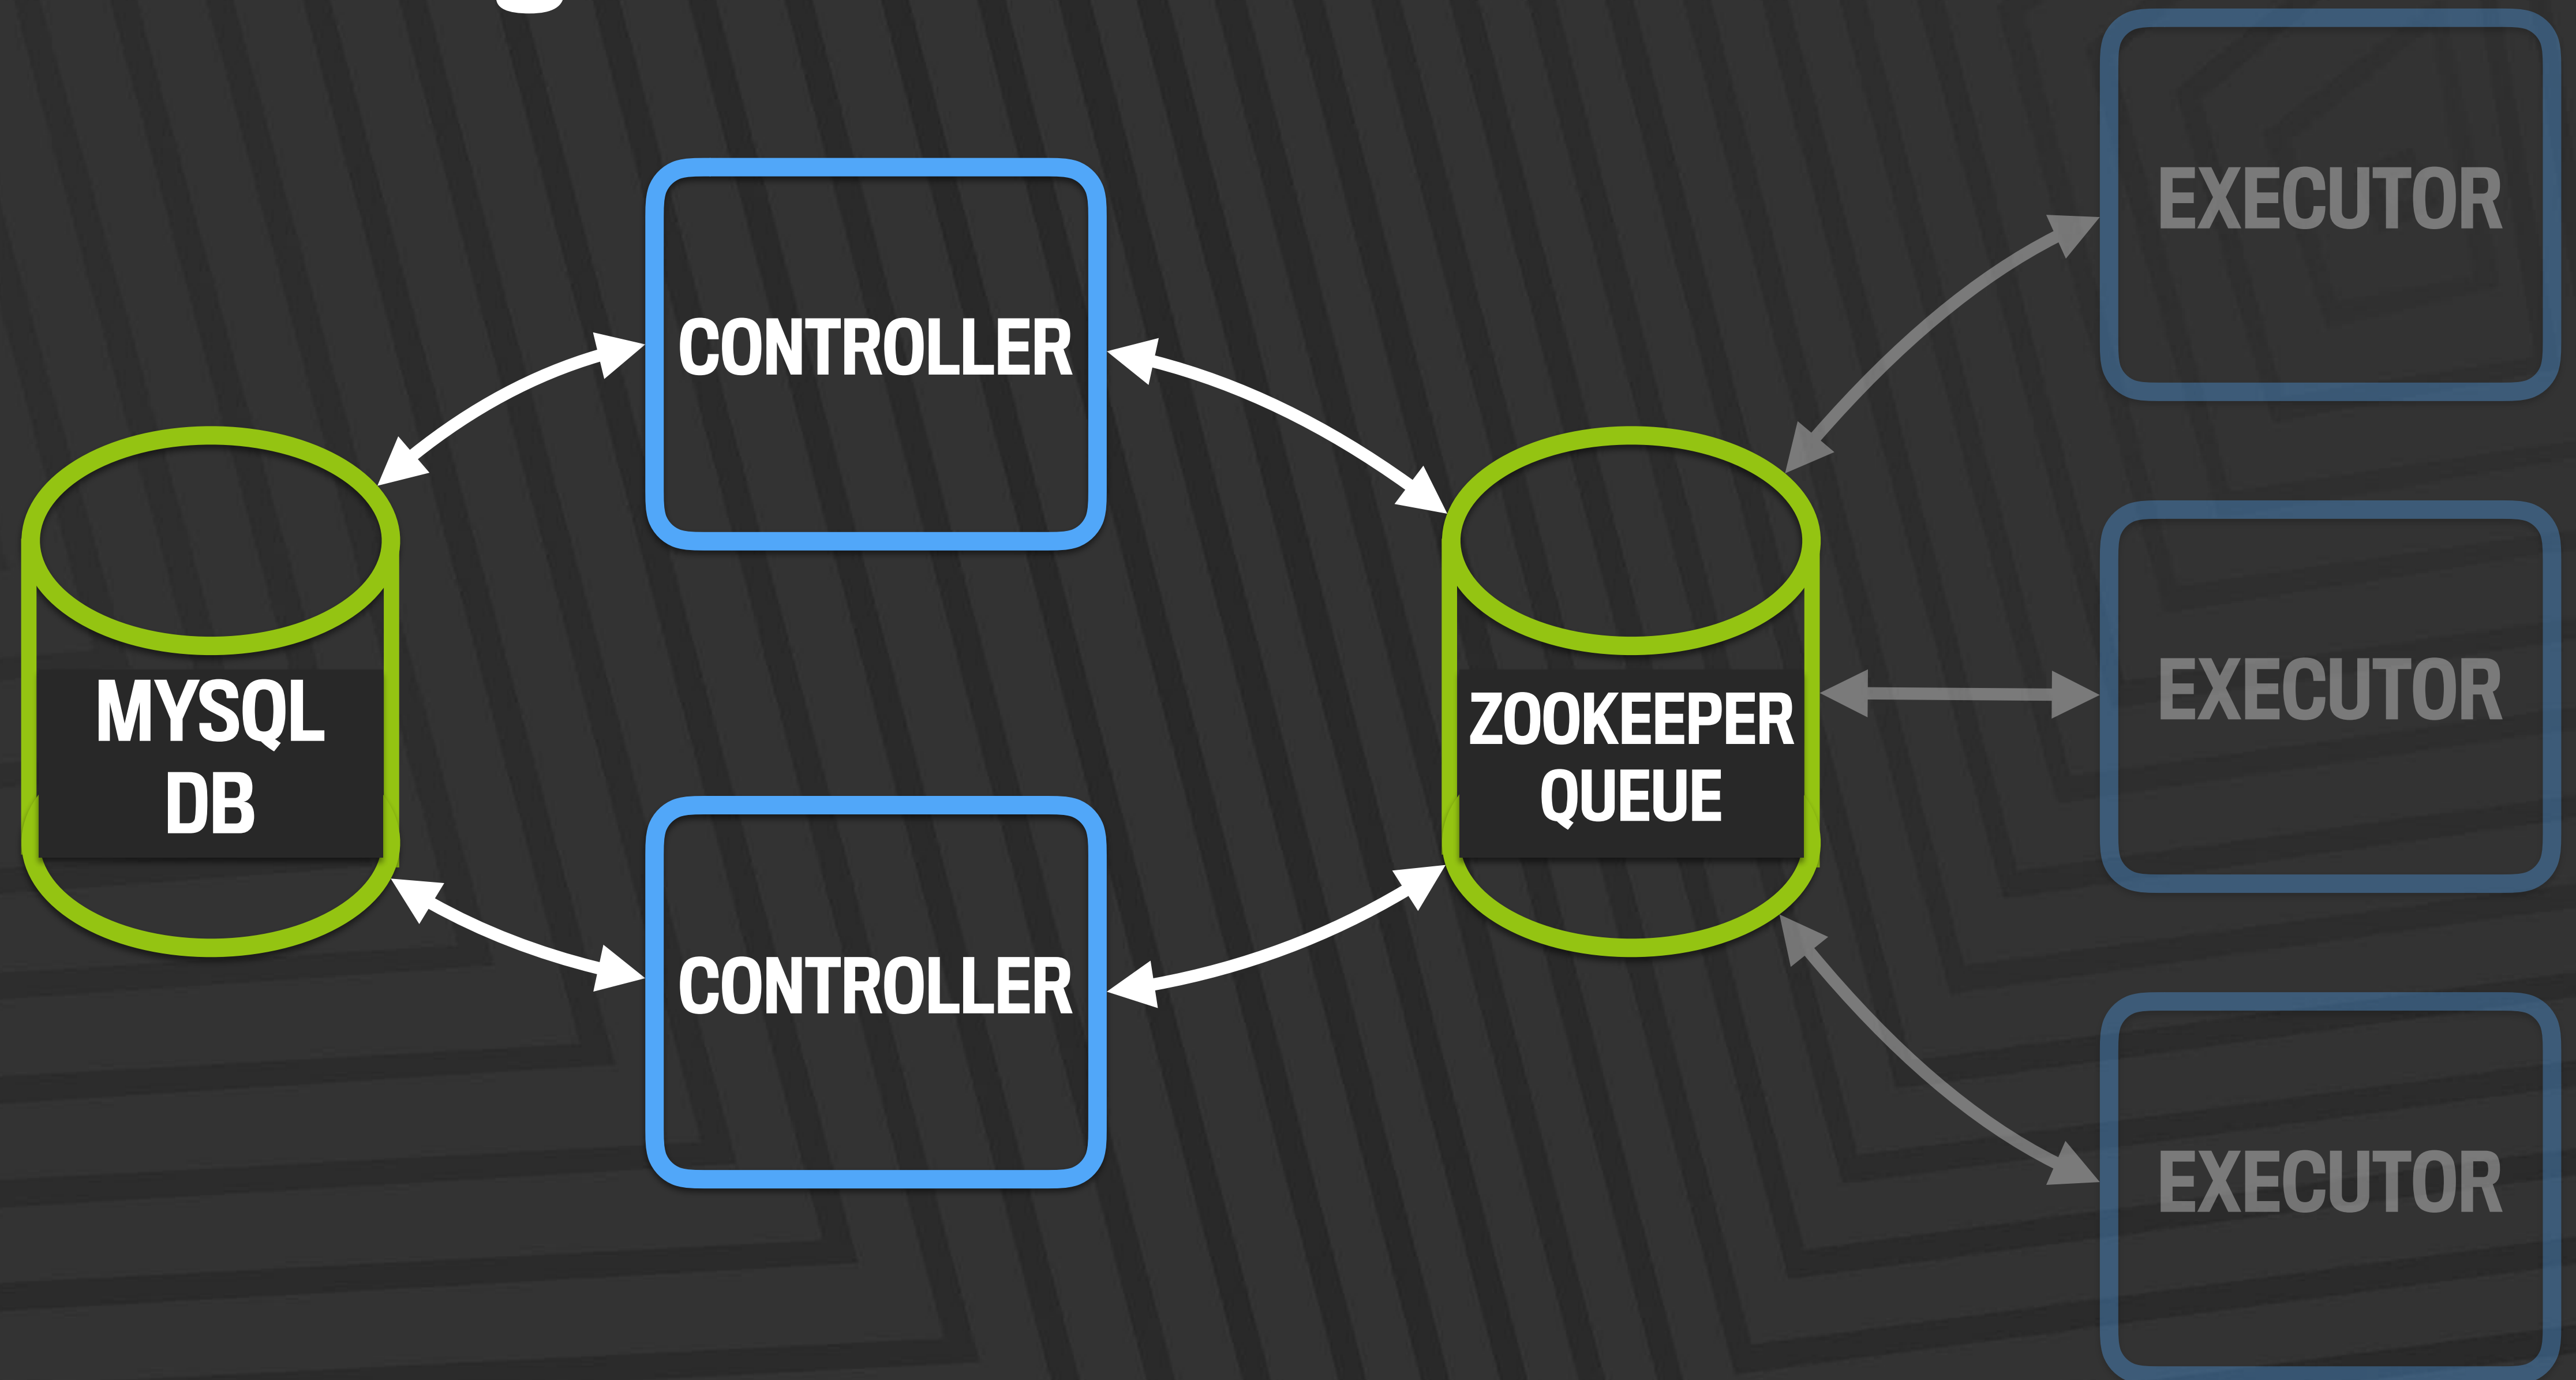 CONTROLLER
EXECUTOR
MYSQL
DB
ZOOKEEPER
QUEUE
EXECUTOR
CONTROLLER
EXECUTOR